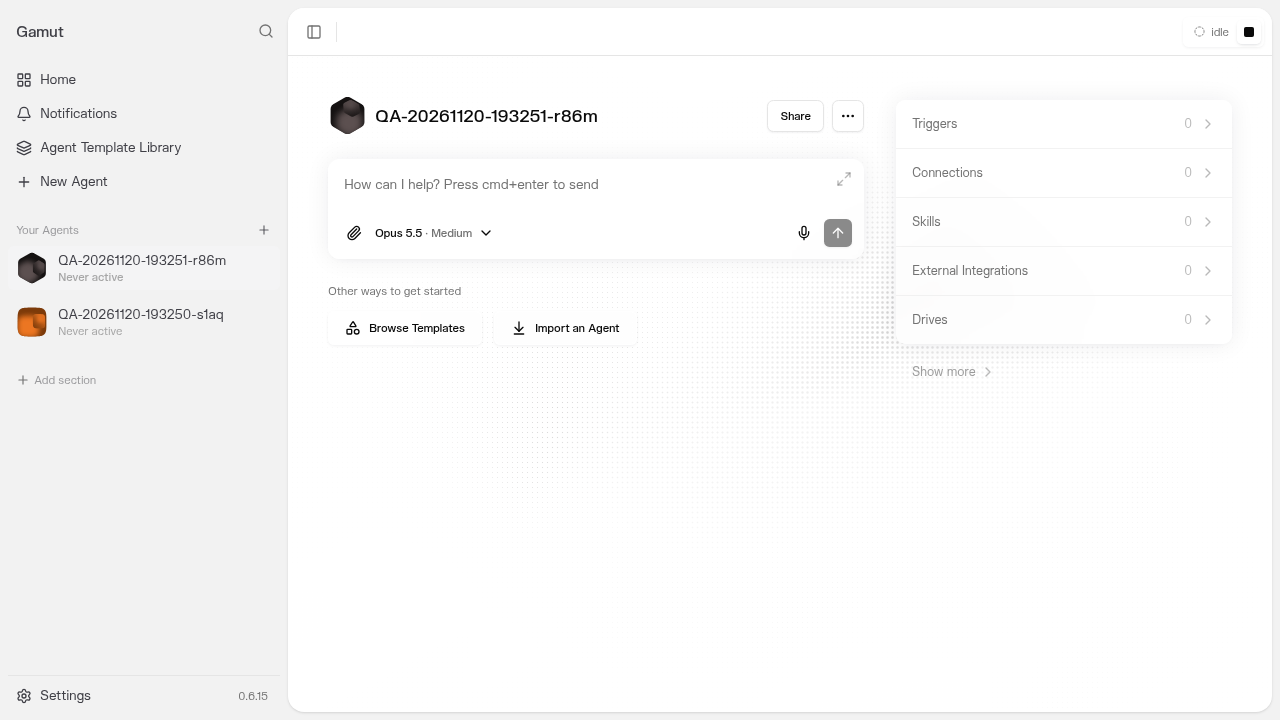 Gamut
Home
Notifications
Agent Template Library
New Agent
Your Agents
QA-20261120-193251-r86m
Never active
QA-20261120-193250-s1aq
Never active
Add section
Settings
0.6.15
idle
QA-20261120-193251-r86m
Share
How can I help? Press cmd+enter to send
Opus 5.5 · Medium
Other ways to get started
Browse Templates
Import an Agent
Triggers 0
Connections 0
Skills 0
External Integrations 0
Drives 0
Show more